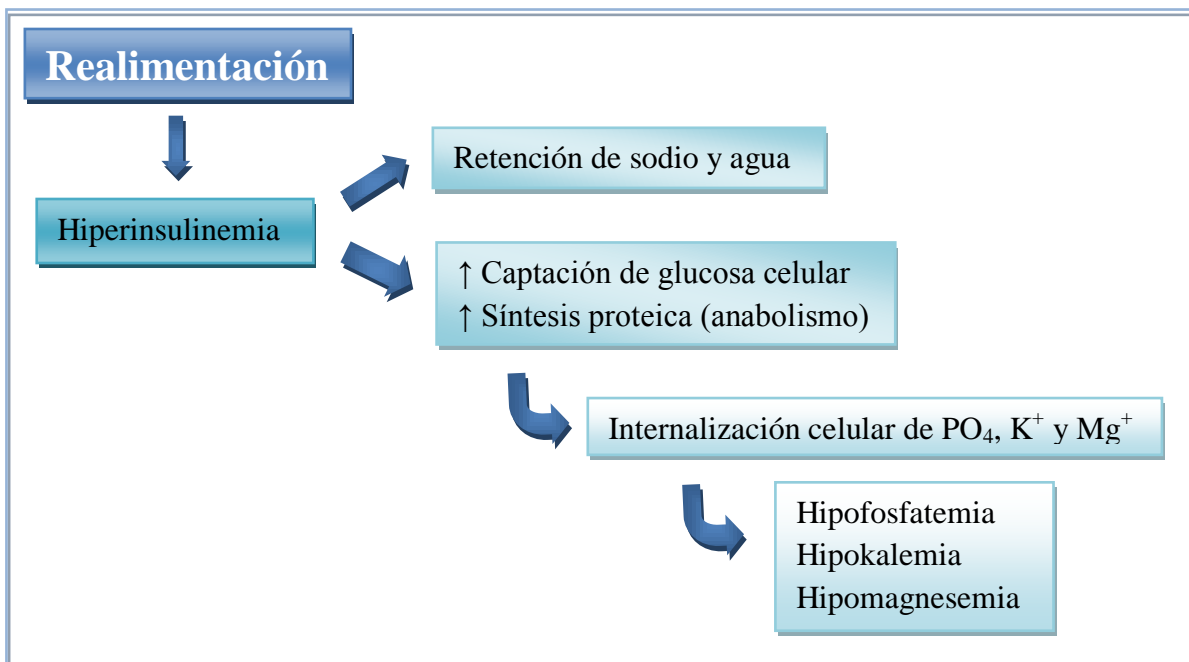 Realimentación
Hiperinsulinemia
Retención de sodio y agua
↑ Captación de glucosa celular
↑ Síntesis proteica (anabolismo)
Internalización celular de PO₄, K⁺ y Mg⁺
Hipofosfatemia
Hipokalemia
Hipomagnesemia